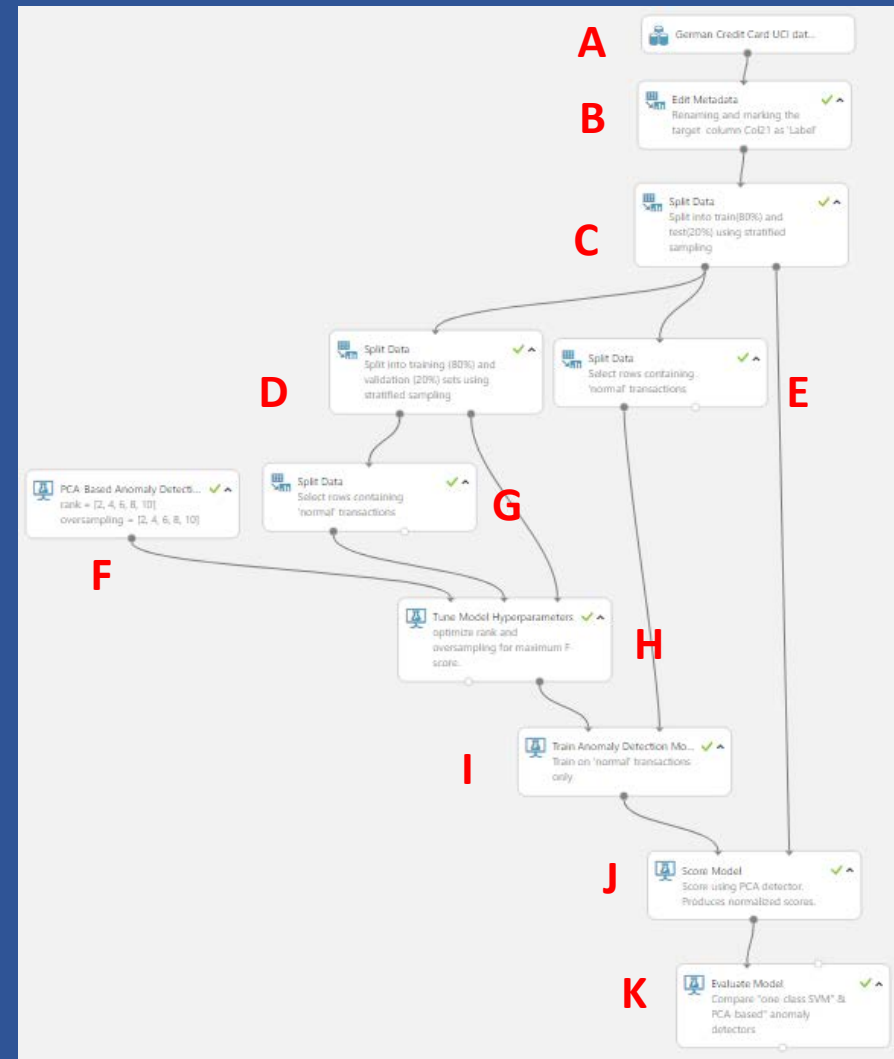 A
German Credit Card UCI dat...
B
Edit Metadata
Renaming and marking the
target column Col21 as 'Label'
C
Split Data
Split into train(80%) and
test(20%) using stratified
sampling
D
Split Data
Split into training (80%) and
validation (20%) sets using
stratified sampling
Split Data
Select rows containing
'normal' transactions
E
F
PCA-Based Anomaly Detecti...
rank = [2, 4, 6, 8, 10]
oversampling = [2, 4, 6, 8, 10]
Split Data
Select rows containing
'normal' transactions
G
Tune Model Hyperparameters
optimize rank and
oversampling for maximum F
score.
H
I
Train Anomaly Detection Mo...
Train on 'normal' transactions
only
J
Score Model
Score using PCA detector.
Produces normalized scores.
K
Evaluate Model
Compare "one-class SVM" &
PCA-based" anomaly
detectors